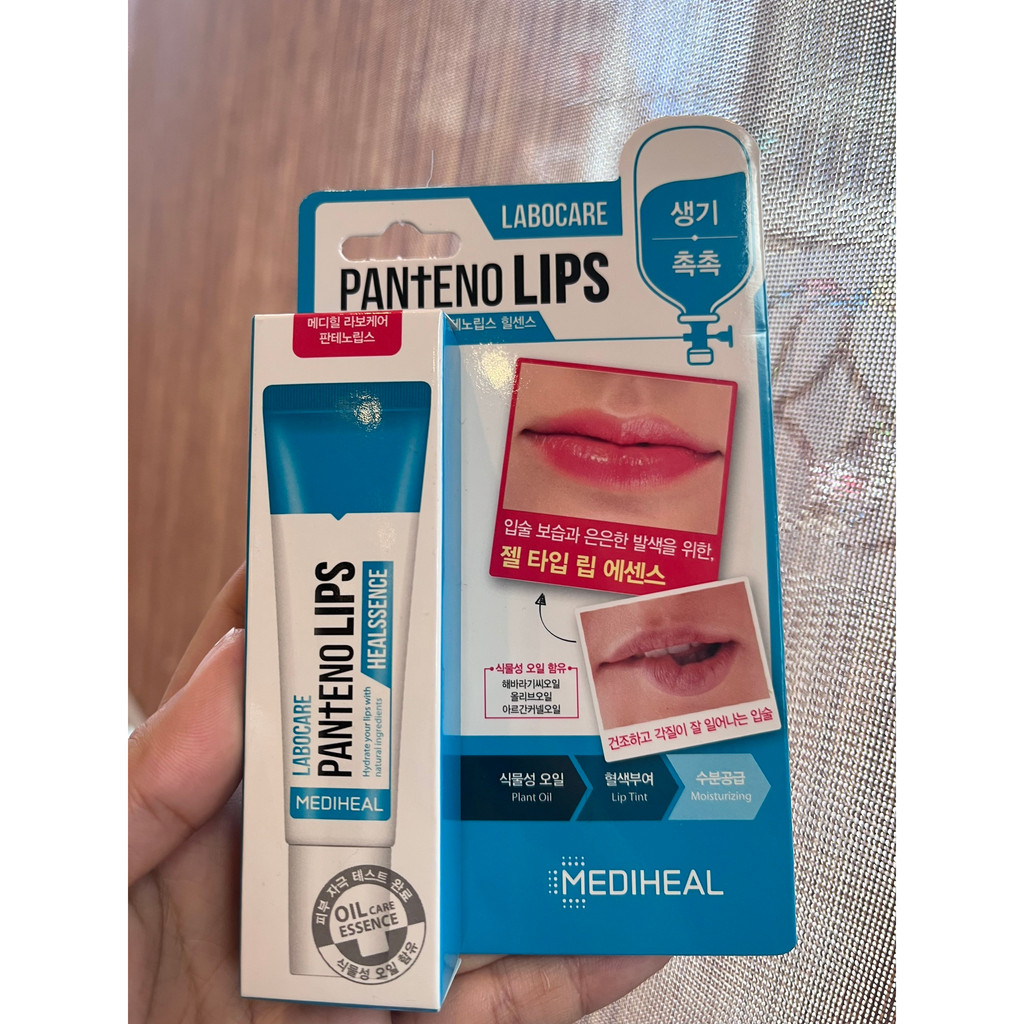 LABOCARE
생기
촉촉
PANTENO LIPS
테노립스 힐센스
메디힐 라보케어
판테노립스
입술 보습과 은은한 발색을 위한,
젤 타입 립 에센스
식물성 오일 함유
해바라기씨오일
올리브오일
아르간커넬오일
건조하고 각질이 잘 일어나는 입술
식물성 오일
Plant Oil
혈색부여
Lip Tint
수분공급
Moisturizing
MEDIHEAL
LABOCARE
PANTENO LIPS
HEALSSENCE
Hydrate your lips with
natural ingredients
MEDIHEAL
피부 자극 테스트 완료
OIL CARE
ESSENCE
식물성 오일 함유